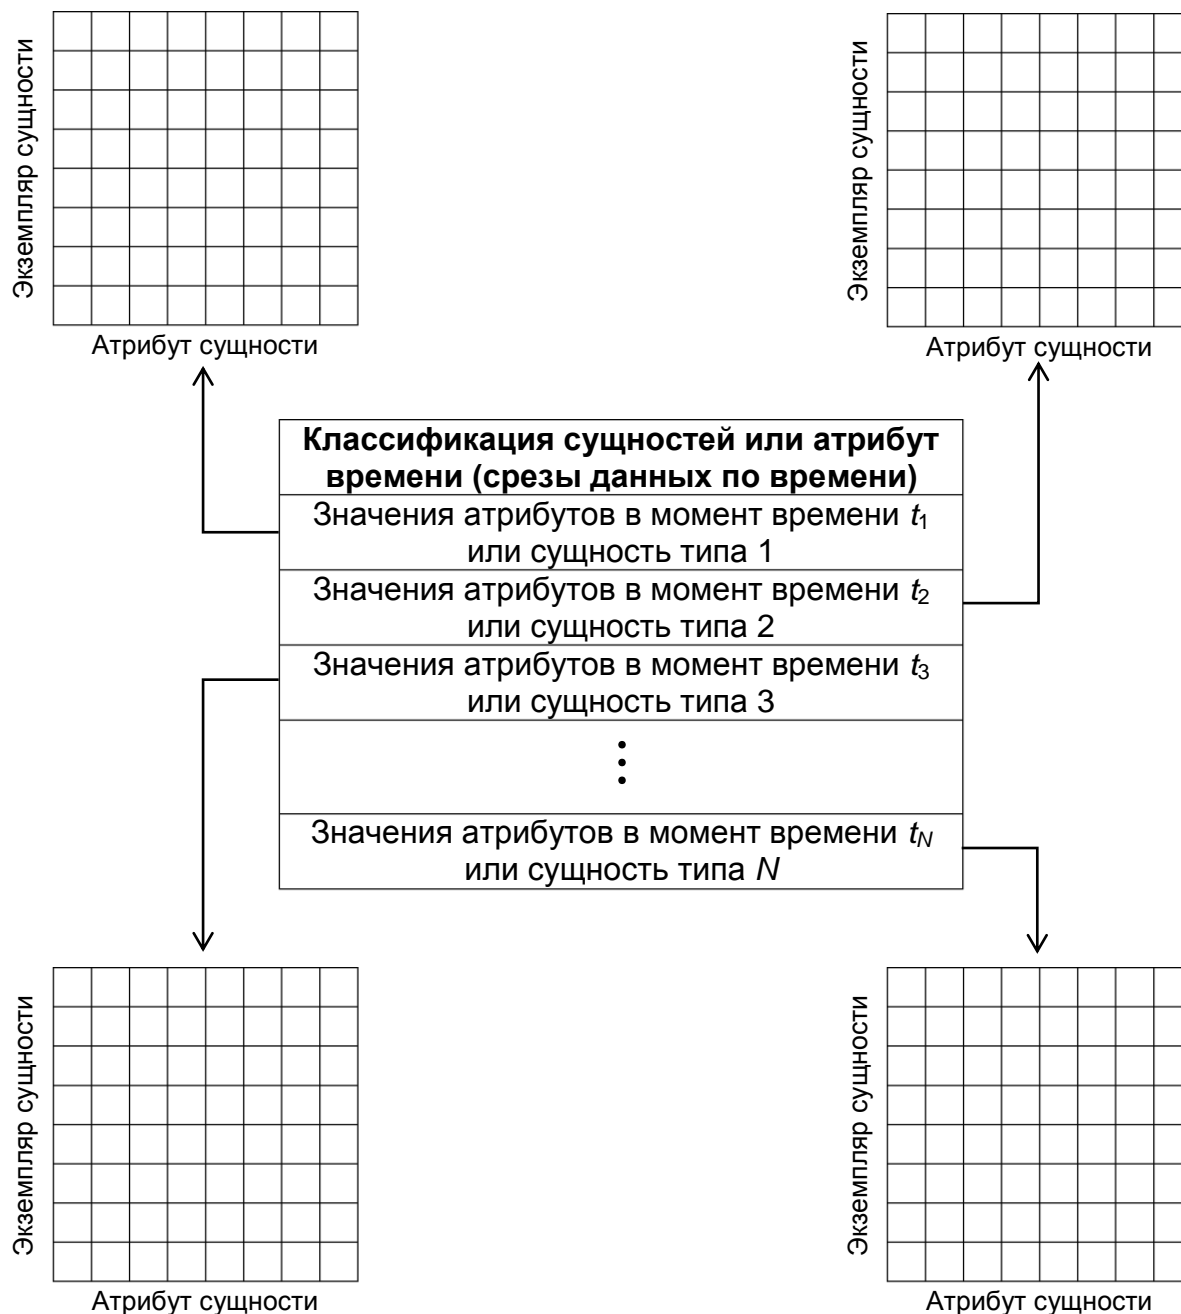 Экземпляр сущности
Атрибут сущности
Экземпляр сущности
Атрибут сущности
Классификация сущностей или атрибут
времени (срезы данных по времени)
Значения атрибутов в момент времени t₁
или сущность типа 1
Значения атрибутов в момент времени t₂
или сущность типа 2
Значения атрибутов в момент времени t₃
или сущность типа 3
⋮
Значения атрибутов в момент времени t_N
или сущность типа N
Экземпляр сущности
Атрибут сущности
Экземпляр сущности
Атрибут сущности